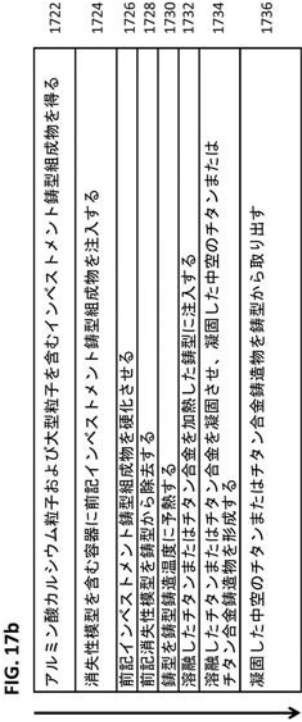 FIG. 17b
アルミン酸カルシウム粒子および大型粒子を含むインベストメント鋳型組成物を得る 1722
消失性模型を含む容器に前記インベストメント鋳型組成物を注入する 1724
前記インベストメント鋳型組成物を硬化させる 1726
前記消失性模型を鋳型から除去する 1728
鋳型を鋳型鋳造温度に予熱する 1730
溶融したチタンまたはチタン合金を加熱した鋳型に注入する 1732
溶融したチタンまたはチタン合金を凝固させ、凝固した中空のチタンまたは 1734
チタン合金鋳造物を形成する
凝固した中空のチタンまたはチタン合金鋳造物を鋳型から取り出す 1736